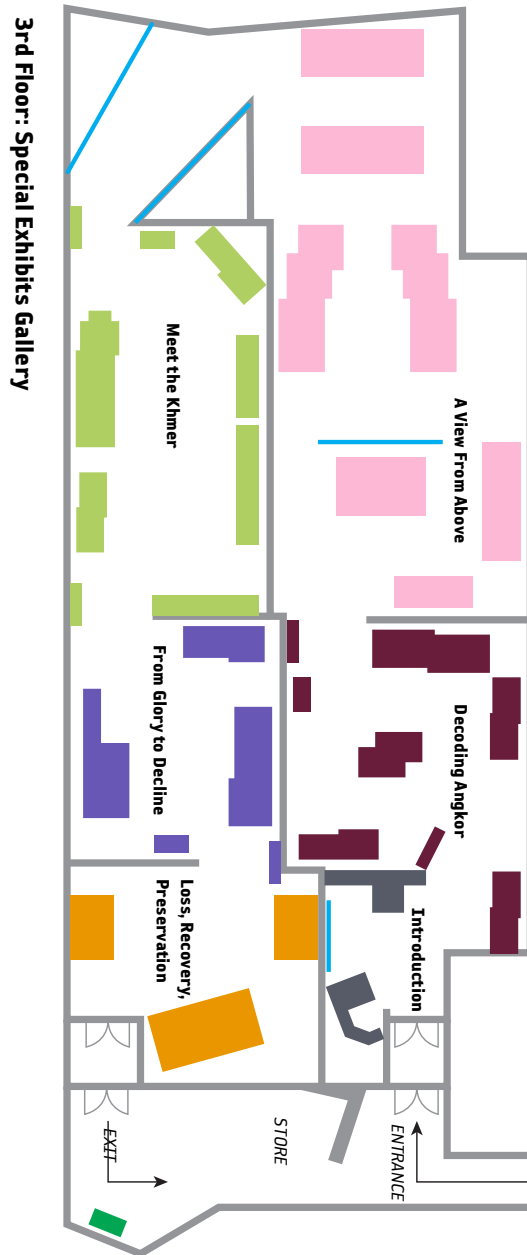 3rd Floor: Special Exhibits Gallery
A View From Above
Meet the Khmer
Decoding Angkor
From Glory to Decline
Introduction
Loss, Recovery,
Preservation
ENTRANCE
STORE
EXIT